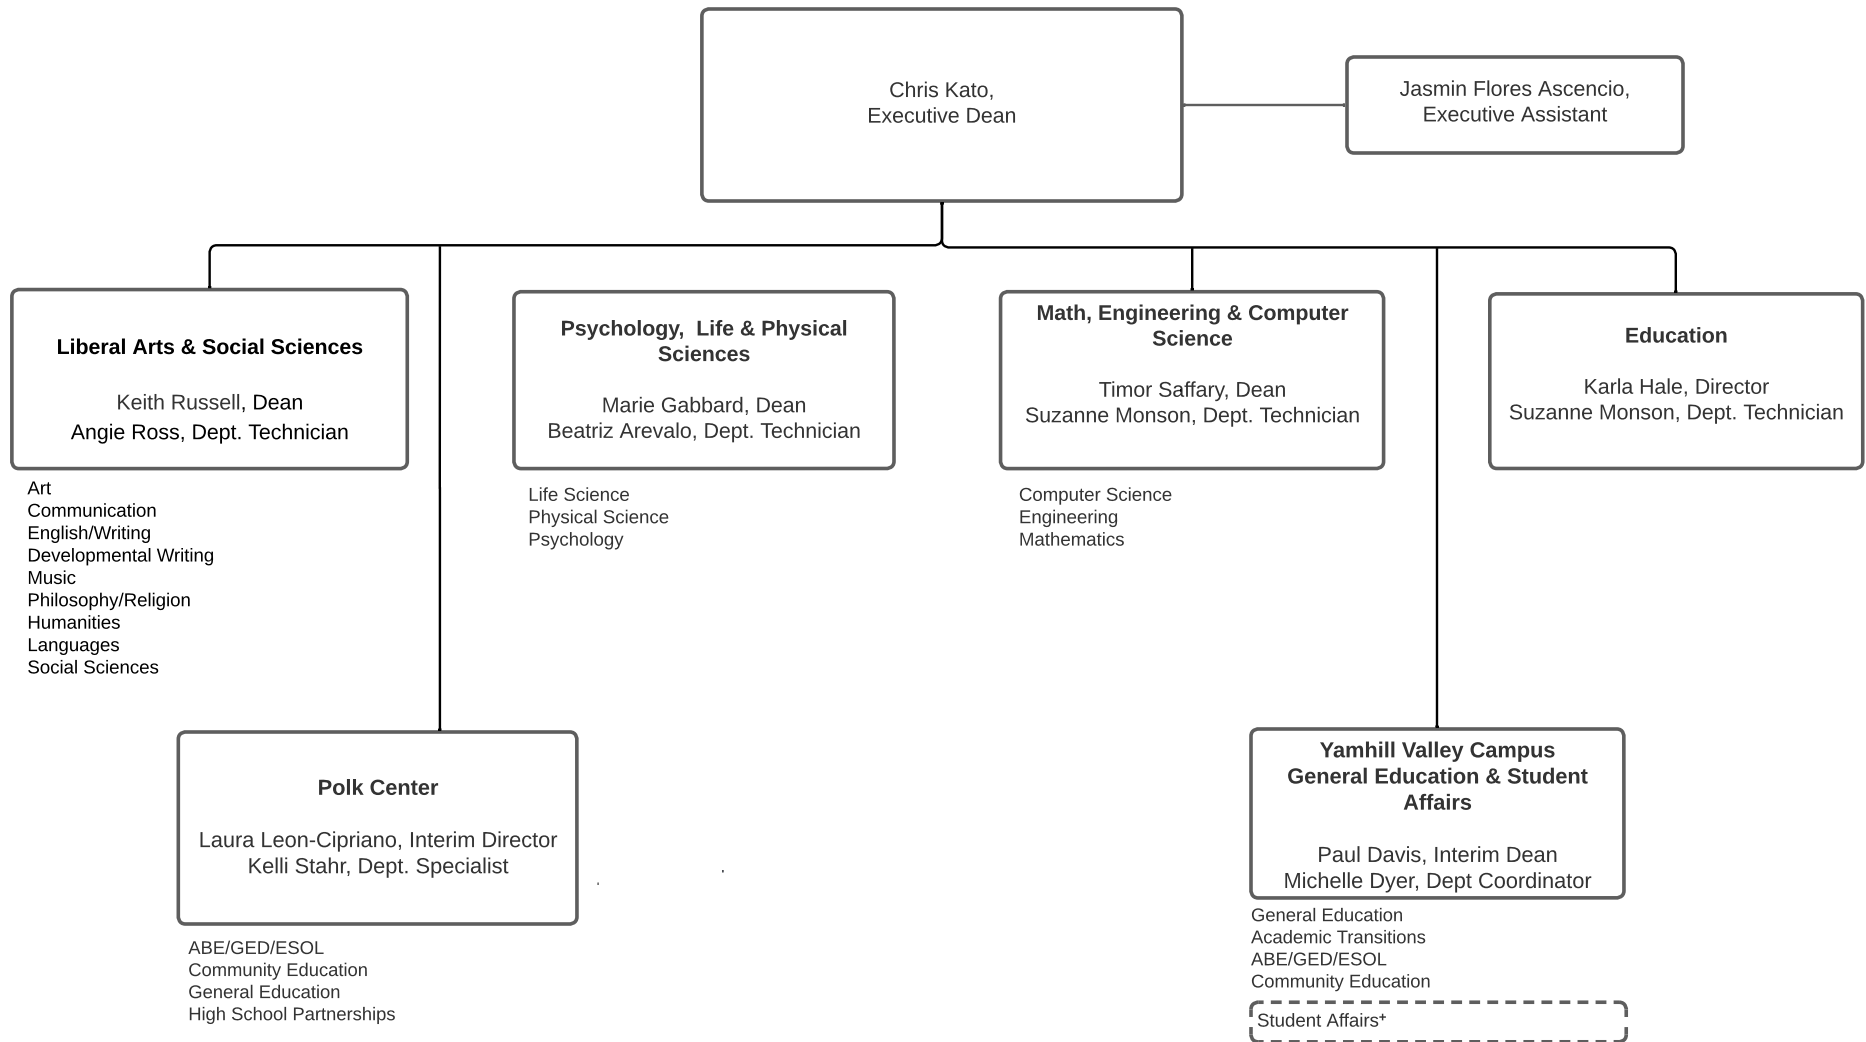 Chris Kato,
Executive Dean
Jasmin Flores Ascencio,
Executive Assistant
Liberal Arts & Social Sciences
Keith Russell, Dean
Angie Ross, Dept. Technician
Art
Communication
English/Writing
Developmental Writing
Music
Philosophy/Religion
Humanities
Languages
Social Sciences
Psychology,  Life & Physical
Sciences
Marie Gabbard, Dean
Beatriz Arevalo, Dept. Technician
Life Science
Physical Science
Psychology
Math, Engineering & Computer
Science
Timor Saffary, Dean
Suzanne Monson, Dept. Technician
Computer Science
Engineering
Mathematics
Education
Karla Hale, Director
Suzanne Monson, Dept. Technician
Polk Center
Laura Leon-Cipriano, Interim Director
Kelli Stahr, Dept. Specialist
ABE/GED/ESOL
Community Education
General Education
High School Partnerships
Yamhill Valley Campus
General Education & Student
Affairs
Paul Davis, Interim Dean
Michelle Dyer, Dept Coordinator
General Education
Academic Transitions
ABE/GED/ESOL
Community Education
Student Affairs⁺